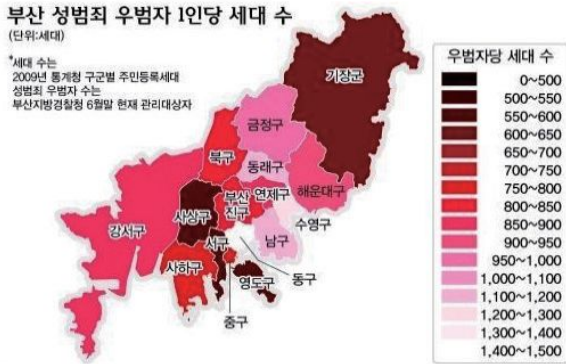 부산 성범죄 우범자 1인당 세대 수
(단위:세대)
*세대 수는
2009년 통계청 구군별 주민등록세대
성범죄 우범자 수는
부산지방경찰청 6월말 현재 관리대상자
기장군
금정구
북구
동래구
해운대구
부산
진구
연제구
사상구
강서구
수영구
남구
서구
사하구
동구
영도구
중구
우범자당 세대 수
0~500
500~550
550~600
600~650
650~700
700~750
750~800
800~850
850~900
900~950
950~1,000
1,000~1,100
1,100~1,200
1,200~1,300
1,300~1,400
1,400~1,500